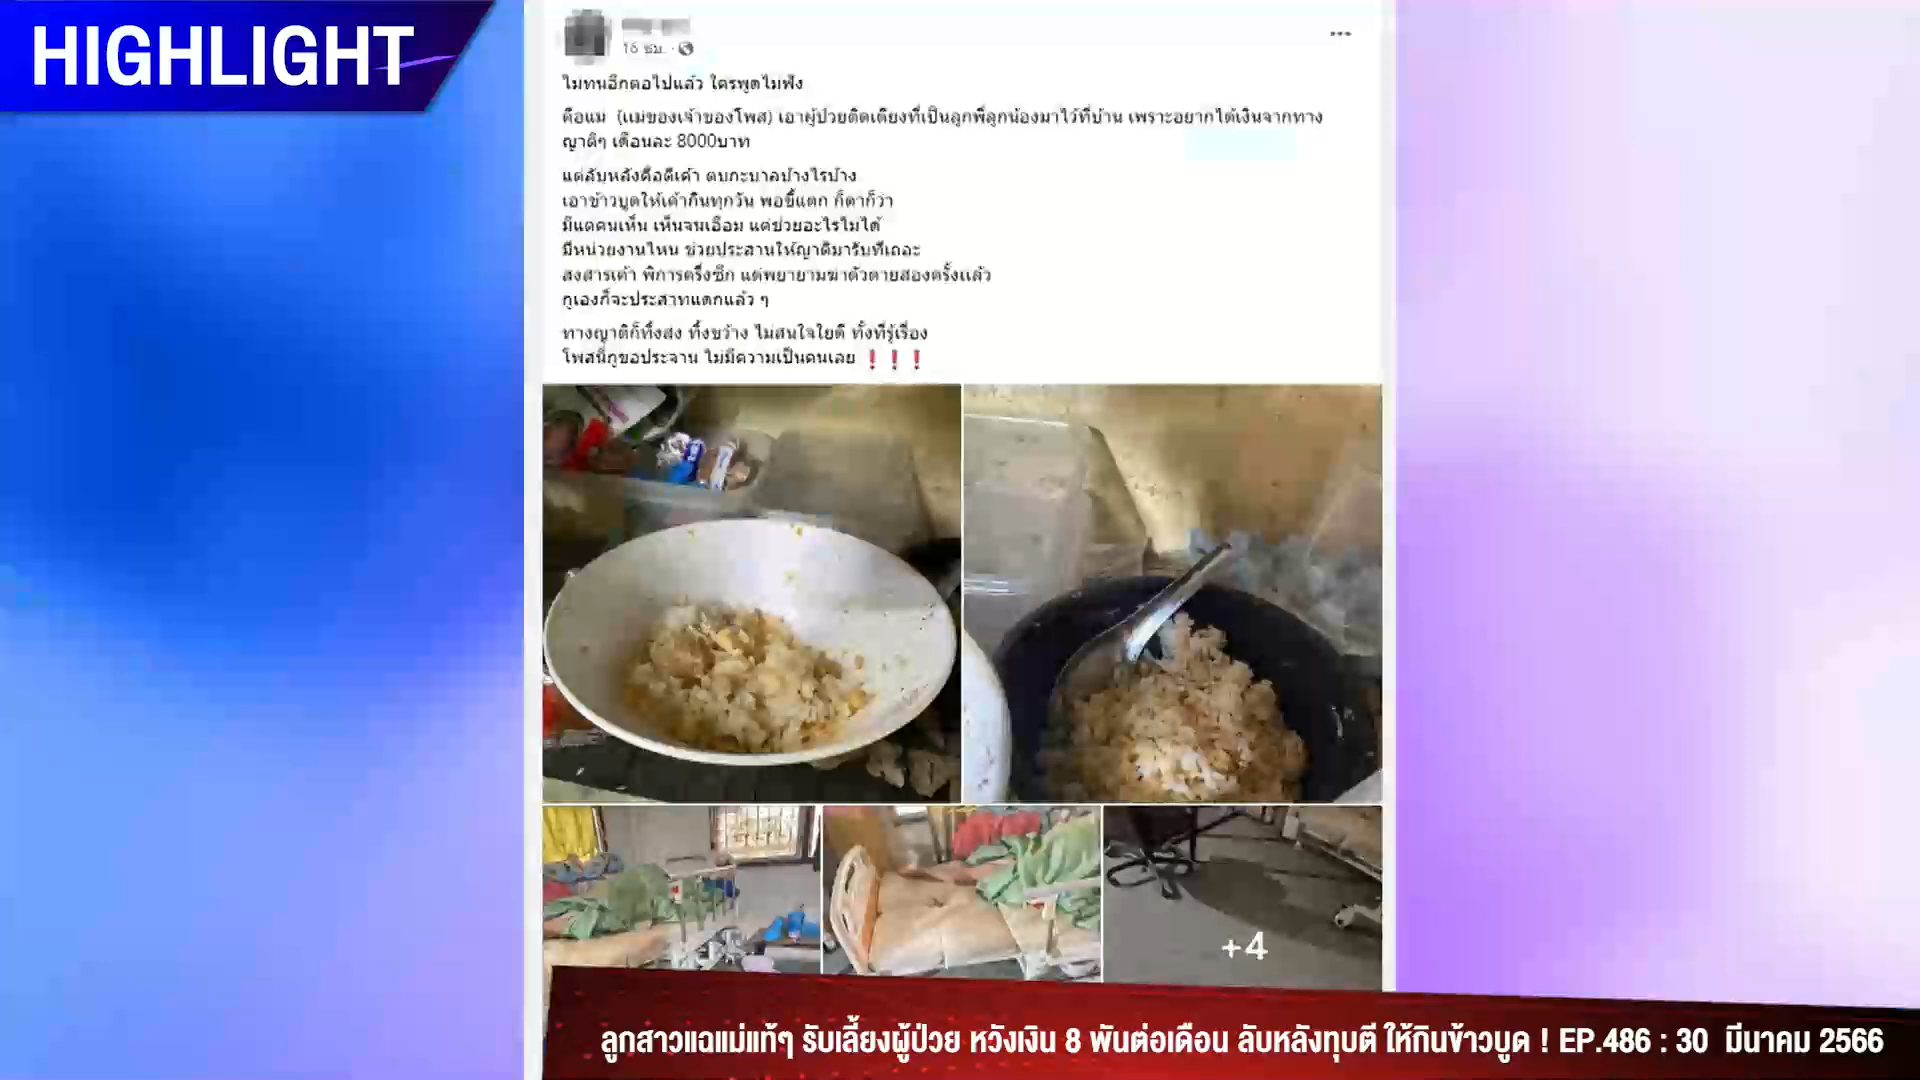 HIGHLIGHT
16 ชม.
ไม่ทนอีกต่อไปแล้ว ใครพูดไม่ฟัง
คือแม่ (แม่ของเจ้าของโพส) เอาผู้ป่วยติดเตียงที่เป็นลูกพี่ลูกน้องมาไว้ที่บ้าน เพราะอยากได้เงินจากทาง
ญาติๆ เดือนละ 8000บาท
แต่ลับหลังคือตีเค้า ตบกะบาลบ้างไรบ้าง
เอาข้าวบูดให้เค้ากินทุกวัน พอขี้แตก ก็ด่าก็ว่า
มีแต่คนเห็น เห็นจนเอือม แต่ช่วยอะไรไม่ได้
มีหน่วยงานไหน ช่วยประสานให้ญาติมารับทีเถอะ
สงสารเค้า พิการครึ่งซีก แต่พยายามฆ่าตัวตายสองครั้งแล้ว
กูเองก็จะประสาทแดกแล้ว ๆ
ทางญาติก็ทิ้งส่ง ทิ้งขว้าง ไม่สนใจใยดี ทั้งที่รู้เรื่อง
โพสนี้กูขอประจาน ไม่มีความเป็นคนเลย ❗❗❗
+4
ลูกสาวแฉแม่แท้ๆ รับเลี้ยงผู้ป่วย หวังเงิน 8 พันต่อเดือน ลับหลังทุบตี ให้กินข้าวบูด ! EP.486 : 30 มีนาคม 2566